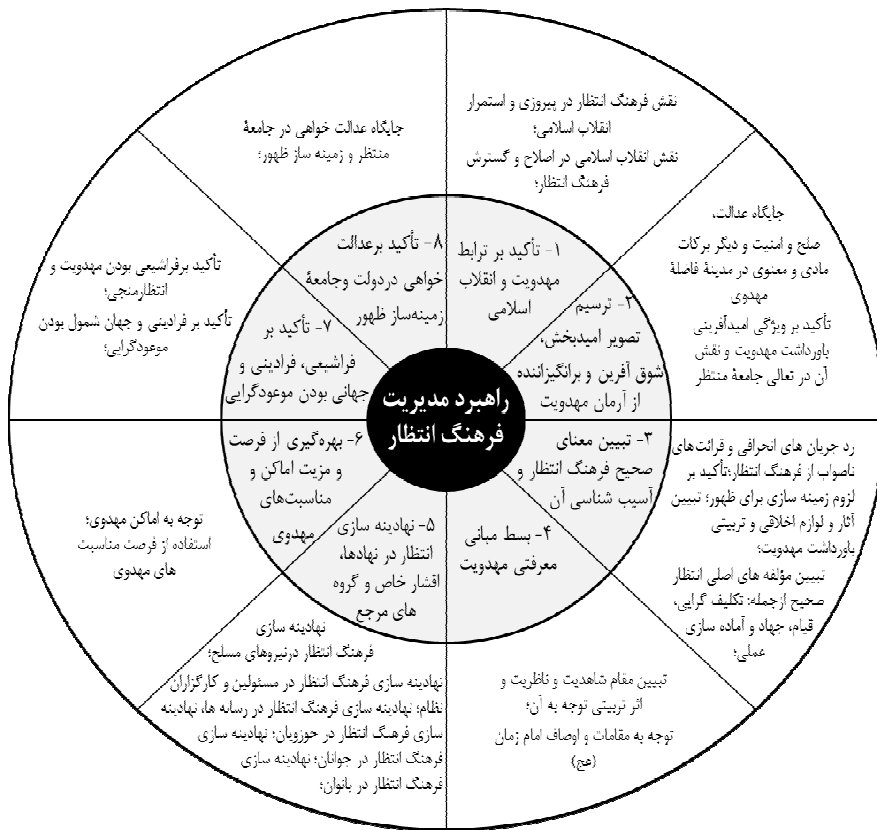 راهبرد مدیریت
فرهنگ انتظار
۱- تأکید بر ترابط
مهدویت و انقلاب
اسلامی
نقش فرهنگ انتظار در پیروزی و استمرار
انقلاب اسلامی؛
نقش انقلاب اسلامی در اصلاح و گسترش
فرهنگ انتظار؛
۲- ترسیم
تصویر امیدبخش،
شوق آفرین و برانگیزاننده
از آرمان مهدویت
جایگاه عدالت،
صلح و امنیت و دیگر برکات
مادی و معنوی در مدینهٔ فاضلهٔ
مهدوی
تأکید بر ویژگی امیدآفرینی
باورداشت مهدویت و نقش
آن در تعالی جامعهٔ منتظر
۳- تبیین معنای
صحیح فرهنگ انتظار و
آسیب شناسی آن
رد جریان های انحرافی و قرائت‌های
ناصواب از فرهنگ انتظار؛تأکید بر
لزوم زمینه سازی برای ظهور؛ تبیین
آثار و لوازم اخلاقی و تربیتی
باورداشت مهدویت؛
تبیین مؤلفه های اصلی انتظار
صحیح ازجمله: تکلیف گرایی،
قیام، جهاد و آماده سازی
عملی؛
۴- بسط مبانی
معرفتی مهدویت
تبیین مقام شاهدیت و ناظریت و
اثر تربیتی توجه به آن؛
توجه به مقامات و اوصاف امام زمان
(عج)
۵- نهادینه سازی
انتظار در نهادها،
اقشار خاص و گروه
های مرجع
نهادینه سازی
فرهنگ انتظار درنیروهای مسلح؛
نهادینه سازی فرهنگ انتظار در مسئولین و کارگزاران
نظام؛ نهادینه سازی فرهنگ انتظار در رسانه ها، نهادینه
سازی فرهنگ انتظار در حوزویان؛ نهادینه سازی
فرهنگ انتظار در جوانان؛ نهادینه سازی
فرهنگ انتظار در بانوان؛
۶- بهره‌گیری از فرصت
و مزیت اماکن و
مناسبت‌های
مهدوی
توجه به اماکن مهدوی؛
استفاده از فرصت مناسبت
های مهدوی
۷- تأکید بر
فراشیعی، فرادینی و
جهانی بودن موعودگرایی
تأکید برفراشیعی بودن مهدویت و
انتظارمنجی؛
تأکید بر فرادینی و جهان شمول بودن
موعودگرایی؛
۸- تأکید برعدالت
خواهی دردولت وجامعهٔ
زمینه‌ساز ظهور
جایگاه عدالت خواهی در جامعهٔ
منتظر و زمینه ساز ظهور؛